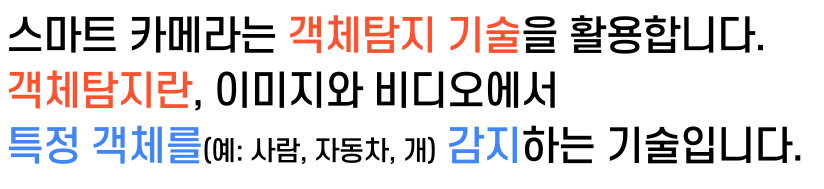 스마트 카메라는 객체탐지 기술을 활용합니다.
객체탐지란, 이미지와 비디오에서
특정 객체를(예: 사람, 자동차, 개) 감지하는 기술입니다.